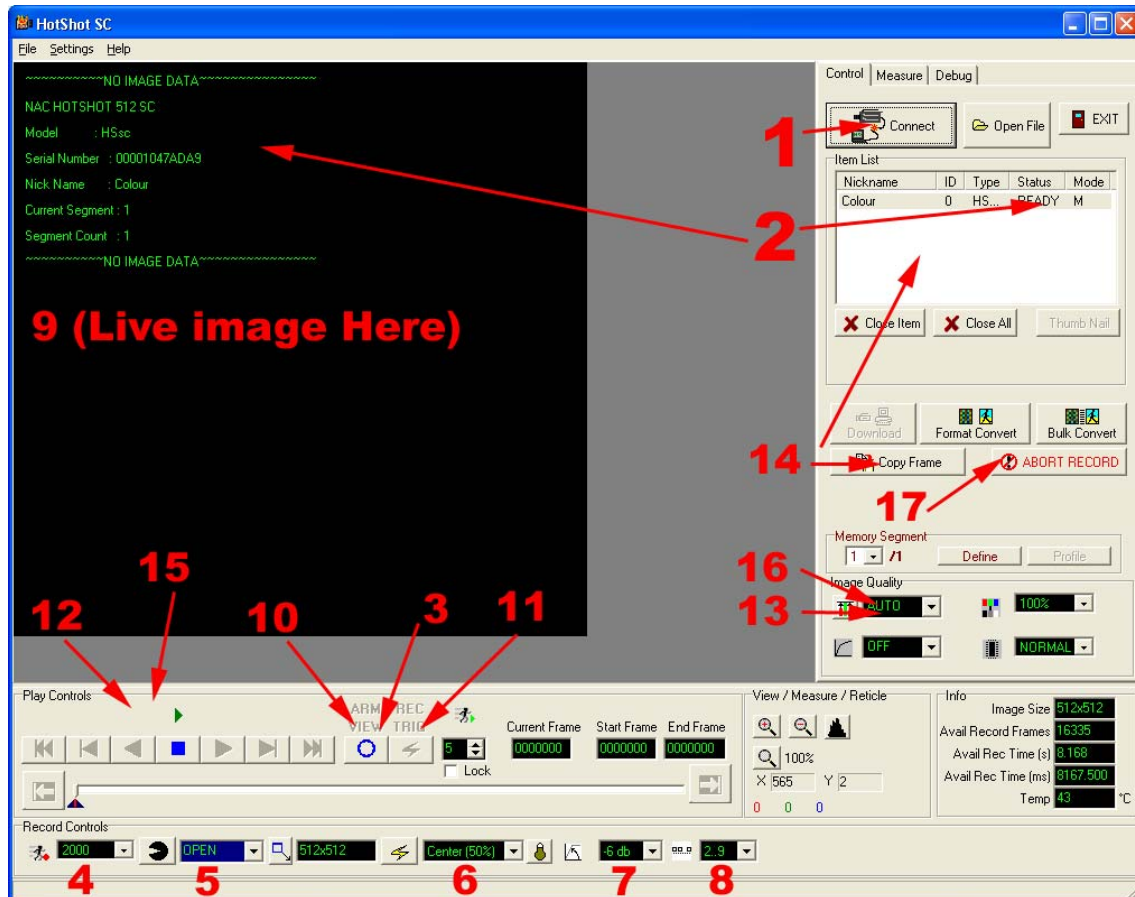 HotShot SC
File Settings Help
~~~~~~~~~~NO IMAGE DATA~~~~~~~~~~~~~~~
NAC HOTSHOT 512 SC
Model : HSsc
Serial Number : 00001047ADA9
Nick Name : Colour
Current Segment : 1
Segment Count : 1
~~~~~~~~~~NO IMAGE DATA~~~~~~~~~~~~~~~
9 (Live image Here)
Control Measure Debug
1
Connect Open File EXIT
Item List
Nickname ID Type Status Mode
Colour 0 HS... READY M
2
Close Item Close All Thumb Nail
Download Format Convert Bulk Convert
14
Copy Frame ABORT RECORD
17
Memory Segment
1 /1 Define Profile
16
Image Quality
13
AUTO 100%
OFF NORMAL
15
12 10 3 11
Play Controls
ARM REC
VIEW TRIG
Current Frame Start Frame End Frame
5 0000000 0000000 0000000
Lock
View / Measure / Reticle
100%
X 565 Y 2
0 0 0
Info
Image Size 512x512
Avail Record Frames 16335
Avail Rec Time (s) 8.168
Avail Rec Time (ms) 8167.500
Temp 43 °C
Record Controls
2000 OPEN 512x512 Center (50%) -6 db 2.9
4 5 6 7 8